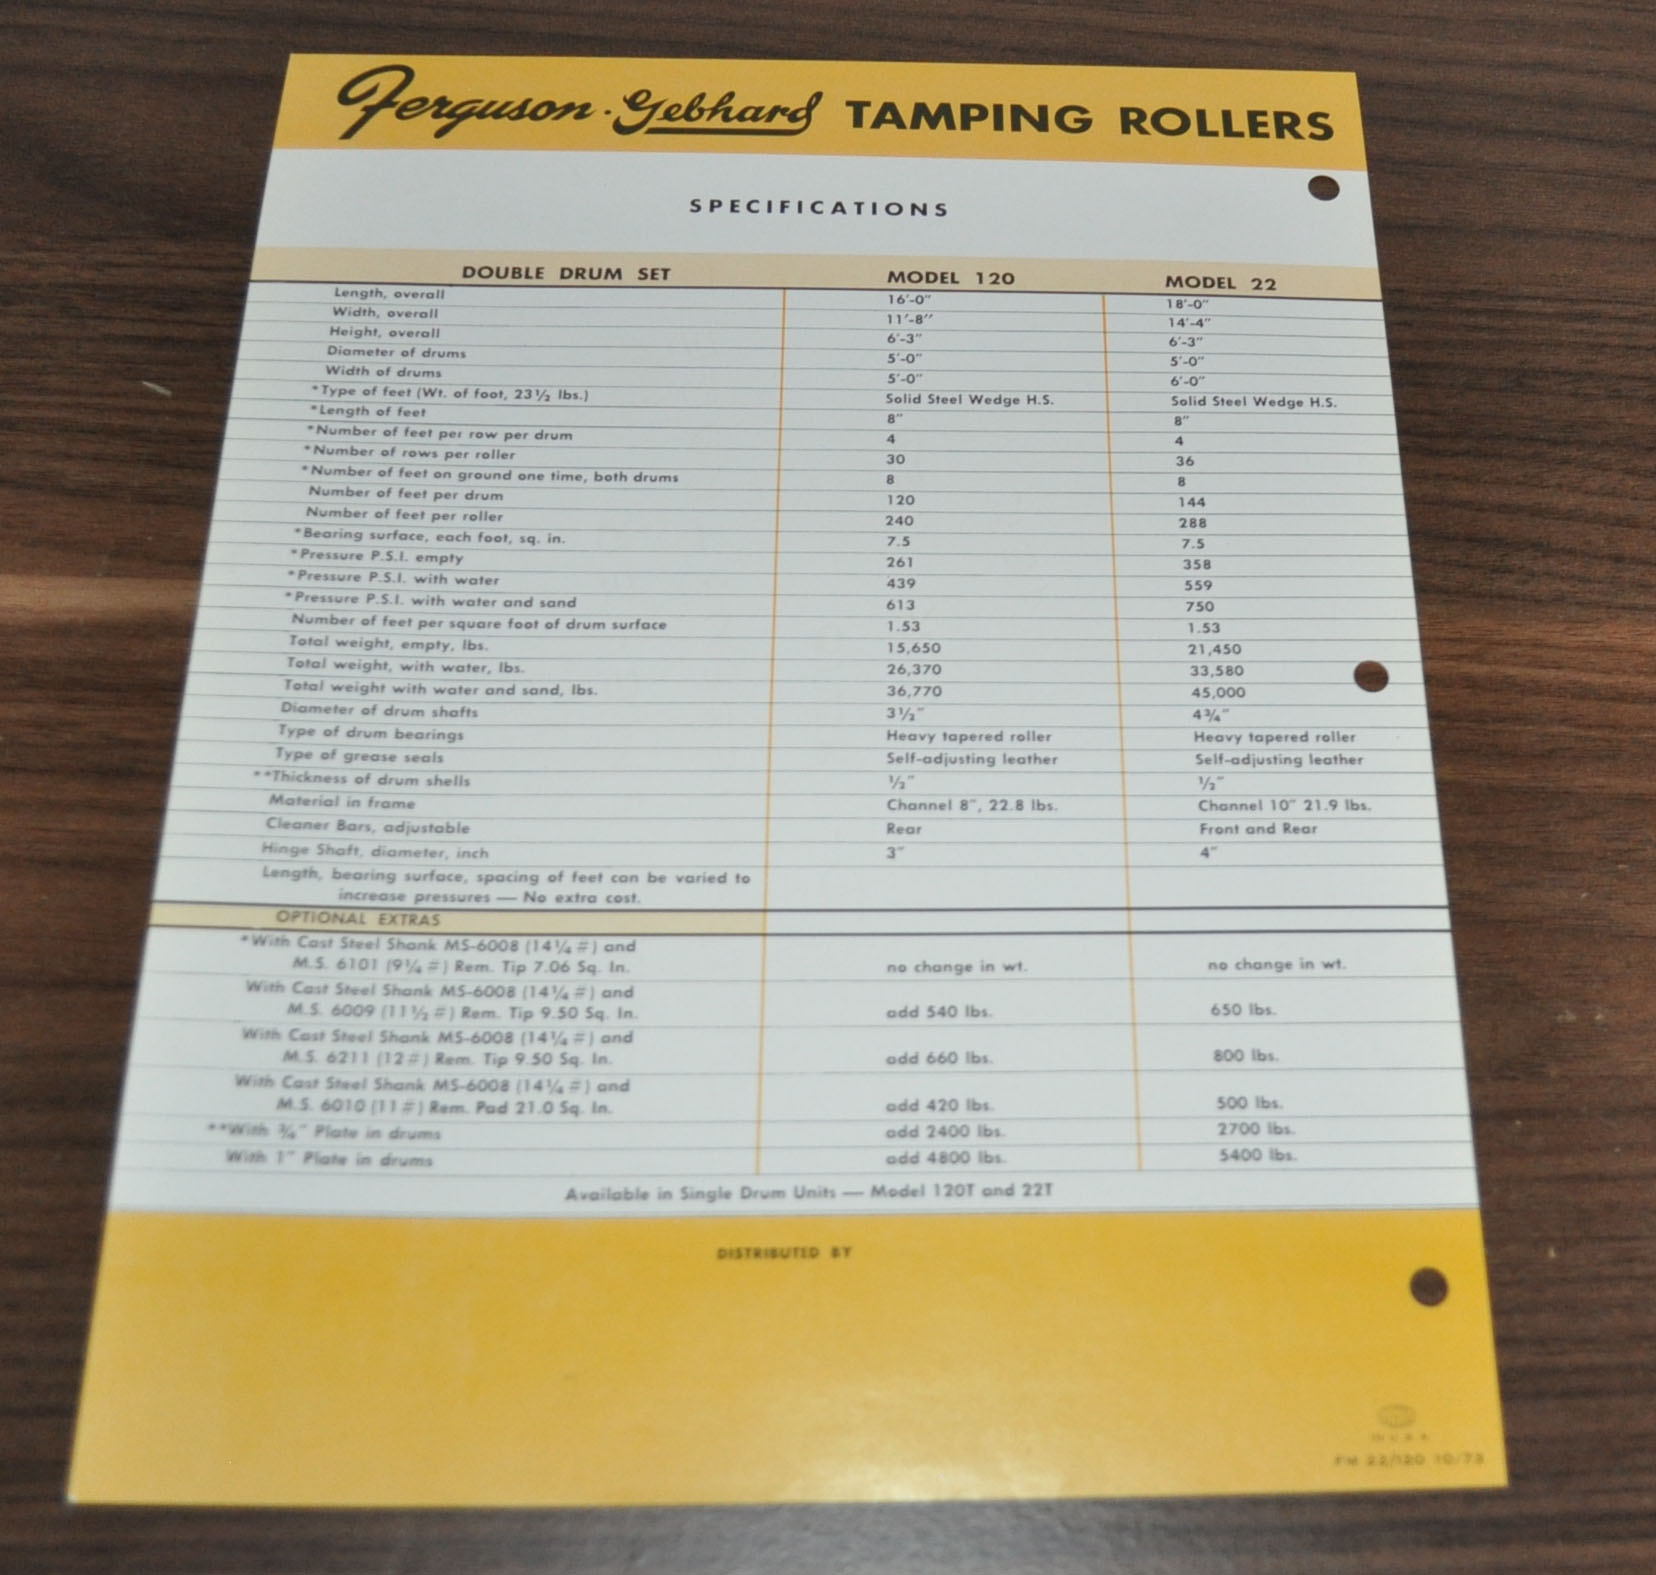 Ferguson-Gebhard TAMPING ROLLERS
SPECIFICATIONS
DOUBLE DRUM SET MODEL 120 MODEL 22
Length, overall 16'-0" 18'-0"
Width, overall 11'-8" 14'-4"
Height, overall 6'-3" 6'-3"
Diameter of drums 5'-0" 5'-0"
Width of drums 5'-0" 6'-0"
*Type of feet (Wt. of foot, 23½ lbs.) Solid Steel Wedge H.S. Solid Steel Wedge H.S.
*Length of feet 8" 8"
*Number of feet per row per drum 4 4
*Number of rows per roller 30 36
*Number of feet on ground one time, both drums 8 8
Number of feet per drum 120 144
Number of feet per roller 240 288
*Bearing surface, each foot, sq. in. 7.5 7.5
*Pressure P.S.I. empty 261 358
*Pressure P.S.I. with water 439 559
*Pressure P.S.I. with water and sand 613 750
Number of feet per square foot of drum surface 1.53 1.53
Total weight, empty, lbs. 15,650 21,450
Total weight, with water, lbs. 26,370 33,580
Total weight with water and sand, lbs. 36,770 45,000
Diameter of drum shafts 3½" 4¾"
Type of drum bearings Heavy tapered roller Heavy tapered roller
Type of grease seals Self-adjusting leather Self-adjusting leather
**Thickness of drum shells ½" ½"
Material in frame Channel 8", 22.8 lbs. Channel 10" 21.9 lbs.
Cleaner Bars, adjustable Rear Front and Rear
Hinge Shaft, diameter, inch 3" 4"
Length, bearing surface, spacing of feet can be varied to
increase pressures — No extra cost.
OPTIONAL EXTRAS
*With Cast Steel Shank MS-6008 (14¼ #) and
M.S. 6101 (9¼ #) Rem. Tip 7.06 Sq. In. no change in wt. no change in wt.
With Cast Steel Shank MS-6008 (14¼ #) and
M.S. 6009 (11½ #) Rem. Tip 9.50 Sq. In. add 540 lbs. 650 lbs.
With Cast Steel Shank MS-6008 (14¼ #) and
M.S. 6211 (12 #) Rem. Tip 9.50 Sq. In. add 660 lbs. 800 lbs.
With Cast Steel Shank MS-6008 (14¼ #) and
M.S. 6010 (11 #) Rem. Pad 21.0 Sq. In. add 420 lbs. 500 lbs.
**With ¾" Plate in drums add 2400 lbs. 2700 lbs.
With 1" Plate in drums add 4800 lbs. 5400 lbs.
Available in Single Drum Units — Model 120T and 22T
DISTRIBUTED BY
FM 22/120 10/73